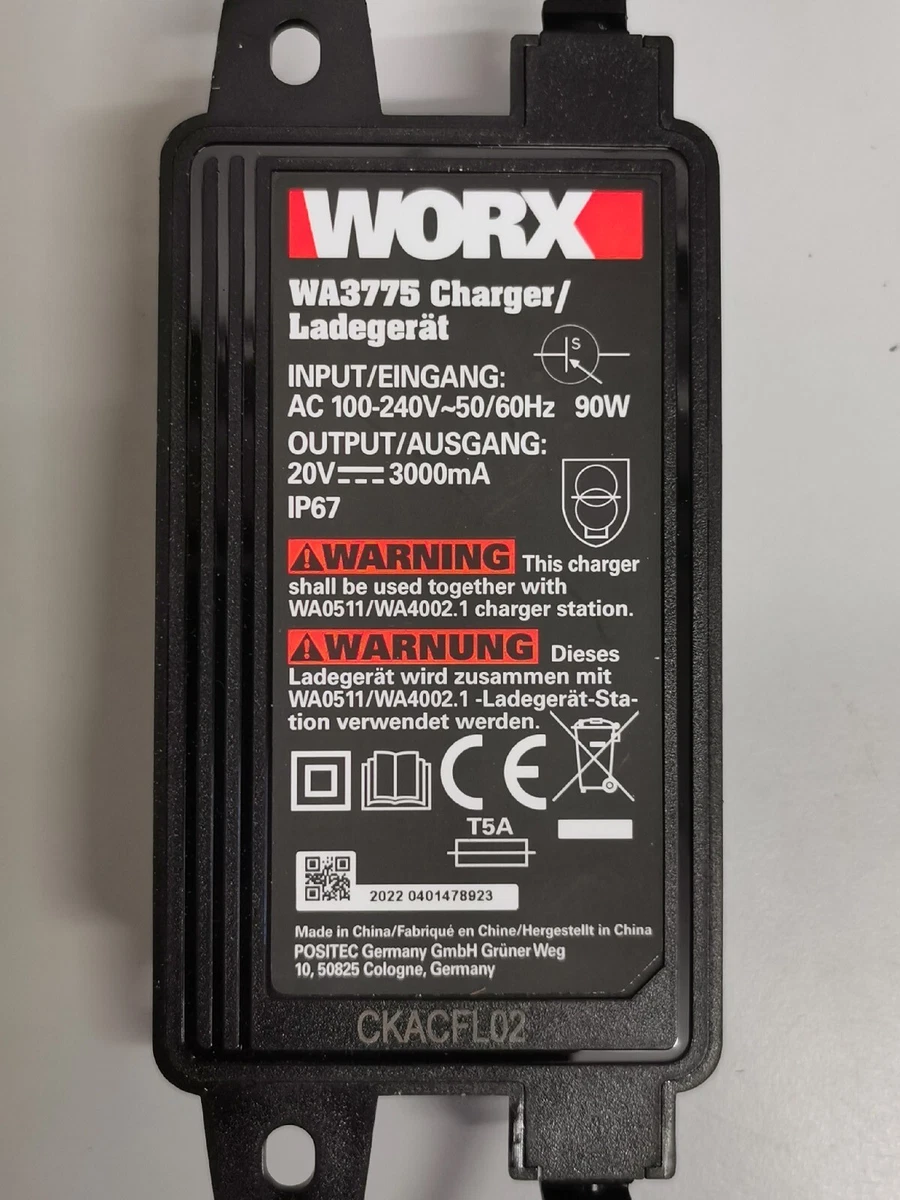 WORX
WA3775 Charger/
Ladegerät
S
INPUT/EINGANG:
AC 100-240V~50/60Hz 90W
OUTPUT/AUSGANG:
20V⎓3000mA
IP67
WARNING This charger
shall be used together with
WA0511/WA4002.1 charger station.
WARNUNG Dieses
Ladegerät wird zusammen mit
WA0511/WA4002.1 -Ladegerät-Sta-
tion verwendet werden.
CE
T5A
2022 0401478923
Made in China/Fabriqué en Chine/Hergestellt in China
POSITEC Germany GmbH Grüner Weg
10, 50825 Cologne, Germany
CKACFL02